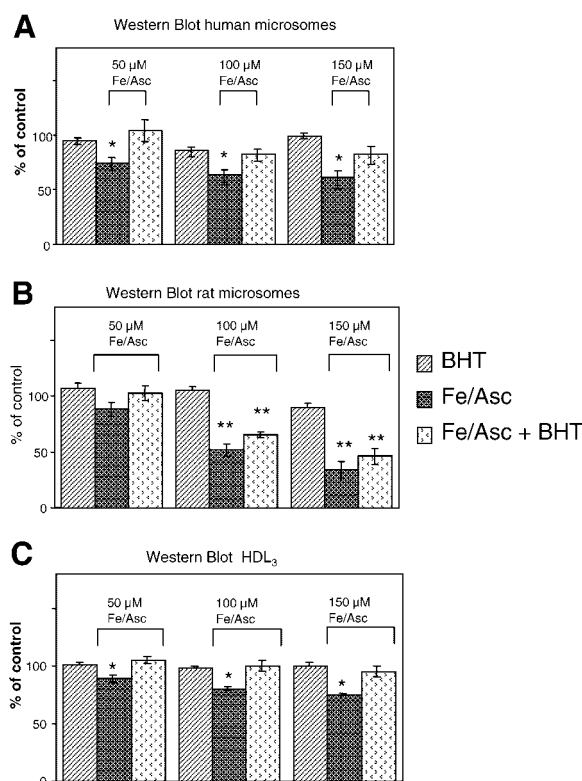 A
Western Blot human microsomes
50 µM
Fe/Asc
100 µM
Fe/Asc
150 µM
Fe/Asc
% of control
100
50
0
*
*
*
B
Western Blot rat microsomes
50 µM
Fe/Asc
100 µM
Fe/Asc
150 µM
Fe/Asc
% of control
100
50
0
**
**
**
**
BHT
Fe/Asc
Fe/Asc + BHT
C
Western Blot HDL₃
50 µM
Fe/Asc
100 µM
Fe/Asc
150 µM
Fe/Asc
% of control
100
50
0
*
*
*